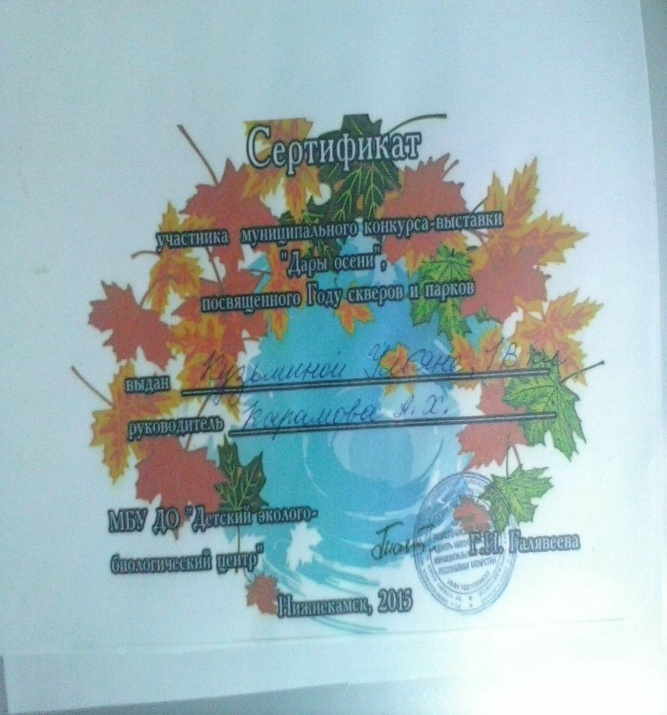 Сертификат
участника муниципального конкурса-выставки
"Дары осени",
посвященного Году скверов и парков
выдан Кузьминой Ульяне, 1В кл
руководитель Карамова А. Х.
МБУ ДО "Детский эколого-
биологический центр"
Г.И. Галявеева
Нижнекамск, 2015